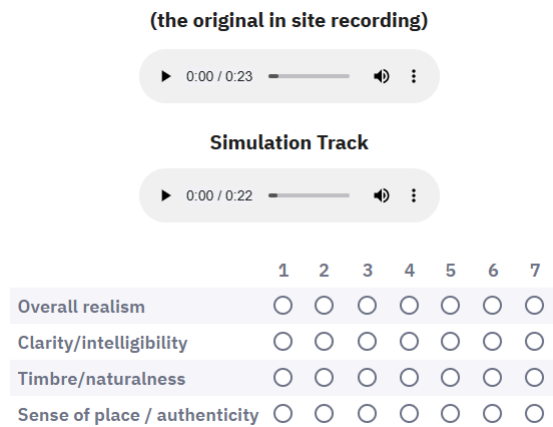 (the original in site recording)
0:00 / 0:23
Simulation Track
0:00 / 0:22
1 2 3 4 5 6 7
Overall realism
Clarity/intelligibility
Timbre/naturalness
Sense of place / authenticity